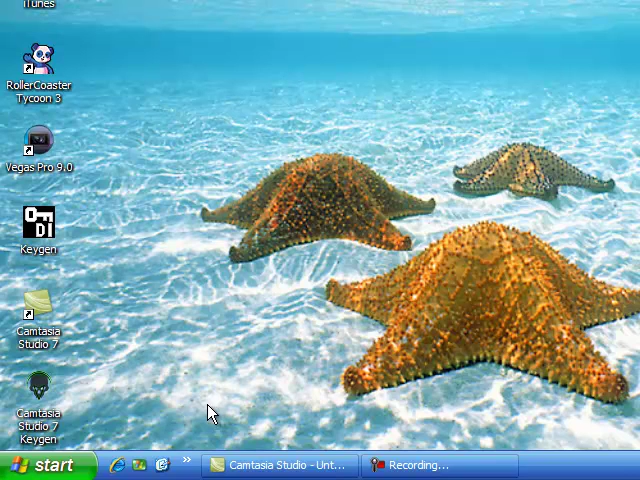 iTunes
RollerCoaster
Tycoon 3
Vegas Pro 9.0
DI
Keygen
Camtasia
Studio 7
Camtasia
Studio 7
Keygen
start
Camtasia Studio - Unt...
Recording...